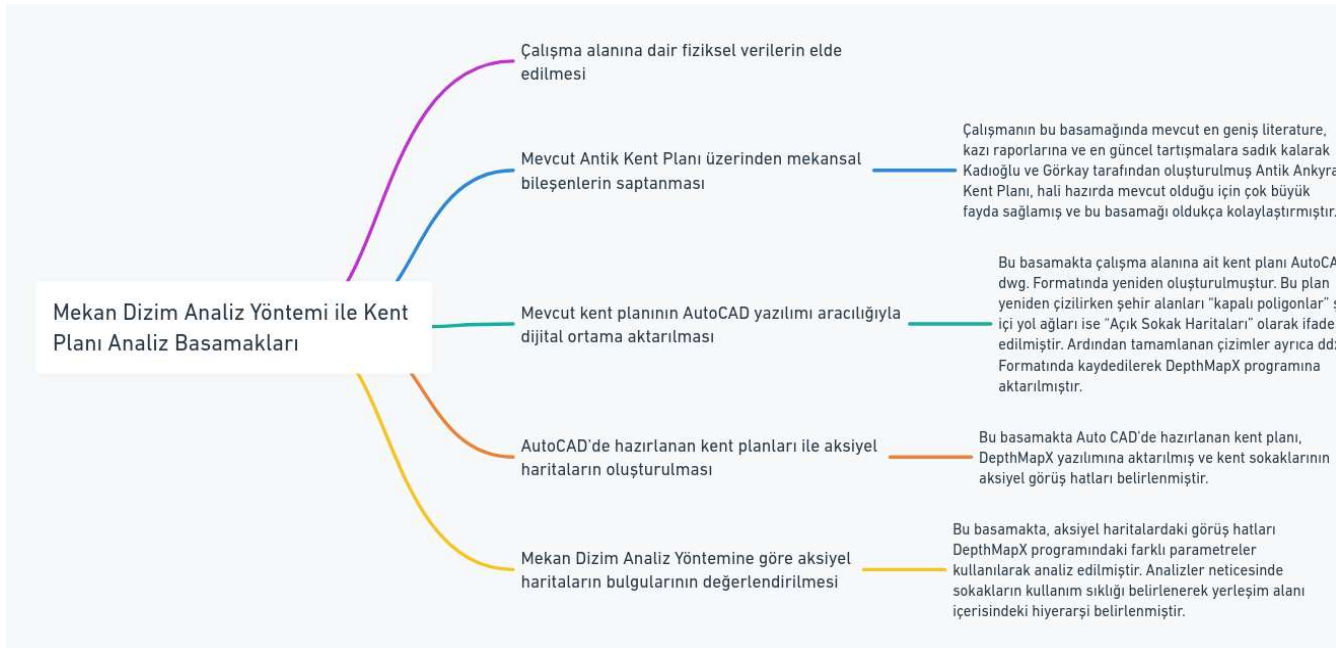 Mekan Dizim Analiz Yöntemi ile Kent
Planı Analiz Basamakları
Çalışma alanına dair fiziksel verilerin elde
edilmesi
Mevcut Antik Kent Planı üzerinden mekansal
bileşenlerin saptanması
Çalışmanın bu basamağında mevcut en geniş literature,
kazı raporlarına ve en güncel tartışmalara sadık kalarak
Kadıoğlu ve Görkay tarafından oluşturulmuş Antik Ankyra
Kent Planı, hali hazırda mevcut olduğu için çok büyük
fayda sağlamış ve bu basamağı oldukça kolaylaştırmıştır.
Mevcut kent planının AutoCAD yazılımı aracılığıyla
dijital ortama aktarılması
Bu basamakta çalışma alanına ait kent planı
dwg. Formatında yeniden oluşturulmuştur. Bu plan
yeniden çizilirken şehir alanları “kapalı poligonlar”
içi yol ağları ise “Açık Sokak Haritaları” olarak ifade
edilmiştir. Ardından tamamlanan çizimler ayrıca
Formatında kaydedilerek DepthMapX programına
aktarılmıştır.
AutoCAD'de hazırlanan kent planları ile aksiyel
haritaların oluşturulması
Bu basamakta Auto CAD'de hazırlanan kent planı,
DepthMapX yazılımına aktarılmış ve kent sokaklarının
aksiyel görüş hatları belirlenmiştir.
Mekan Dizim Analiz Yöntemine göre aksiyel
haritaların bulgularının değerlendirilmesi
Bu basamakta, aksiyel haritalardaki görüş hatları
DepthMapX programındaki farklı parametreler
kullanılarak analiz edilmiştir. Analizler neticesinde
sokakların kullanım sıklığı belirlenerek yerleşim alanı
içerisindeki hiyerarşi belirlenmiştir.